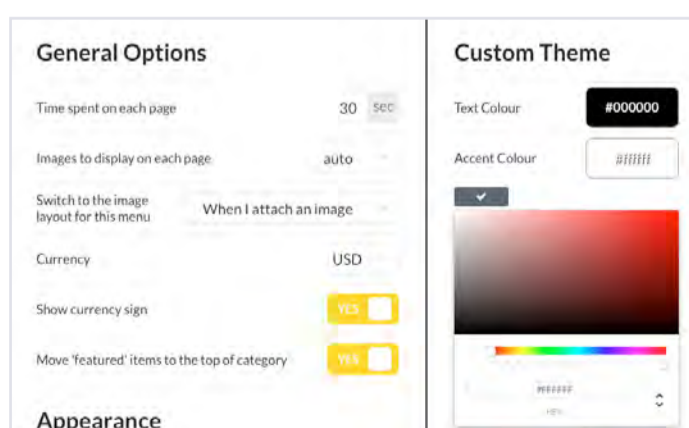 General Options
Time spent on each page
30 sec
Images to display on each page
auto
Switch to the image
layout for this menu
When I attach an image
Currency
USD
Show currency sign
YES
Move 'featured' items to the top of category
YES
Appearance
Custom Theme
Text Colour
#000000
Accent Colour
#ffffff
#FFFFFF
HEX